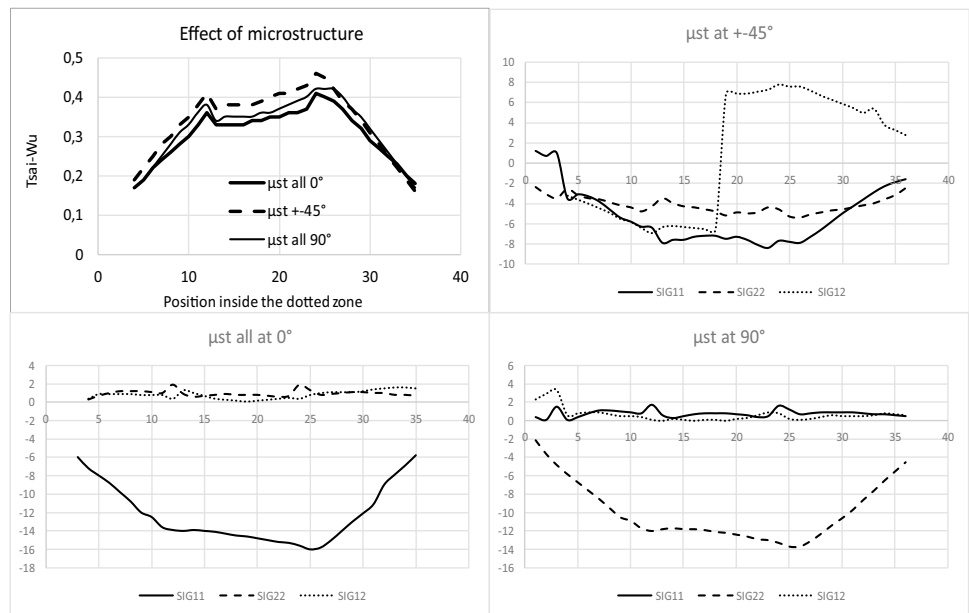 Effect of microstructure
0,5
0,4
0,3
0,2
0,1
0
Tsai-Wu
µst all 0°
µst +-45°
µst all 90°
0 10 20 30 40
Position inside the dotted zone
µst at +-45°
10
8
6
4
2
0
-2
-4
-6
-8
-10
0 5 10 15 20 25 30 35 40
SIG11 SIG22 SIG12
µst all at 0°
4
2
0
-2
-4
-6
-8
-10
-12
-14
-16
-18
0 5 10 15 20 25 30 35 40
SIG11 SIG22 SIG12
µst at 90°
6
4
2
0
-2
-4
-6
-8
-10
-12
-14
-16
0 5 10 15 20 25 30 35 40
SIG11 SIG22 SIG12